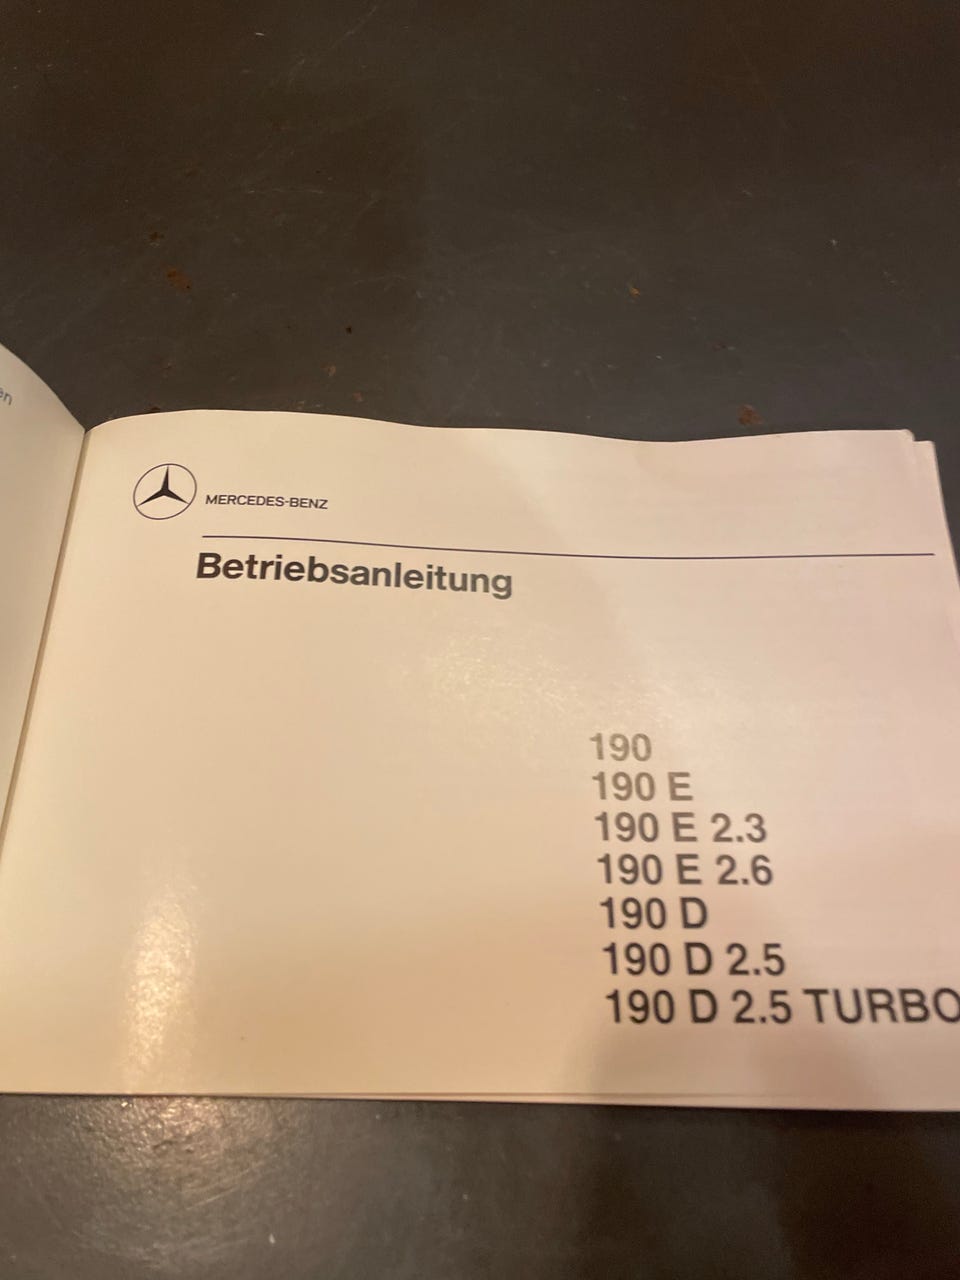 en
MERCEDES-BENZ
Betriebsanleitung
190
190 E
190 E 2.3
190 E 2.6
190 D
190 D 2.5
190 D 2.5 TURBO